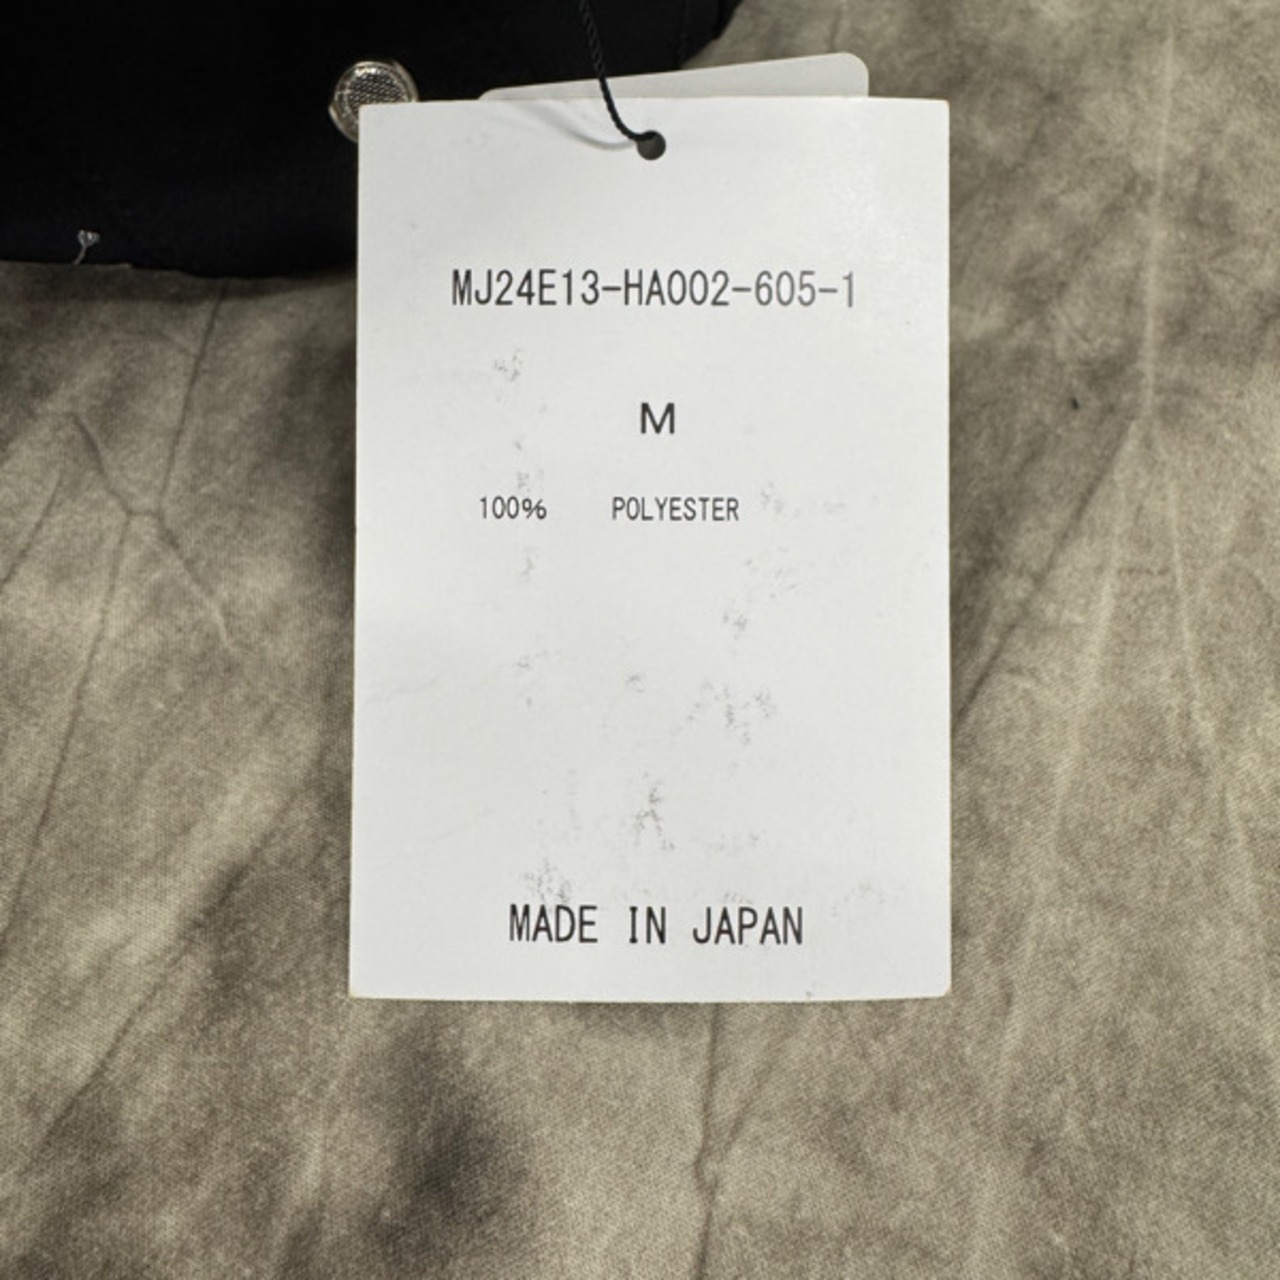 MJ24E13-HA002-605-1
M
100% POLYESTER
MADE IN JAPAN